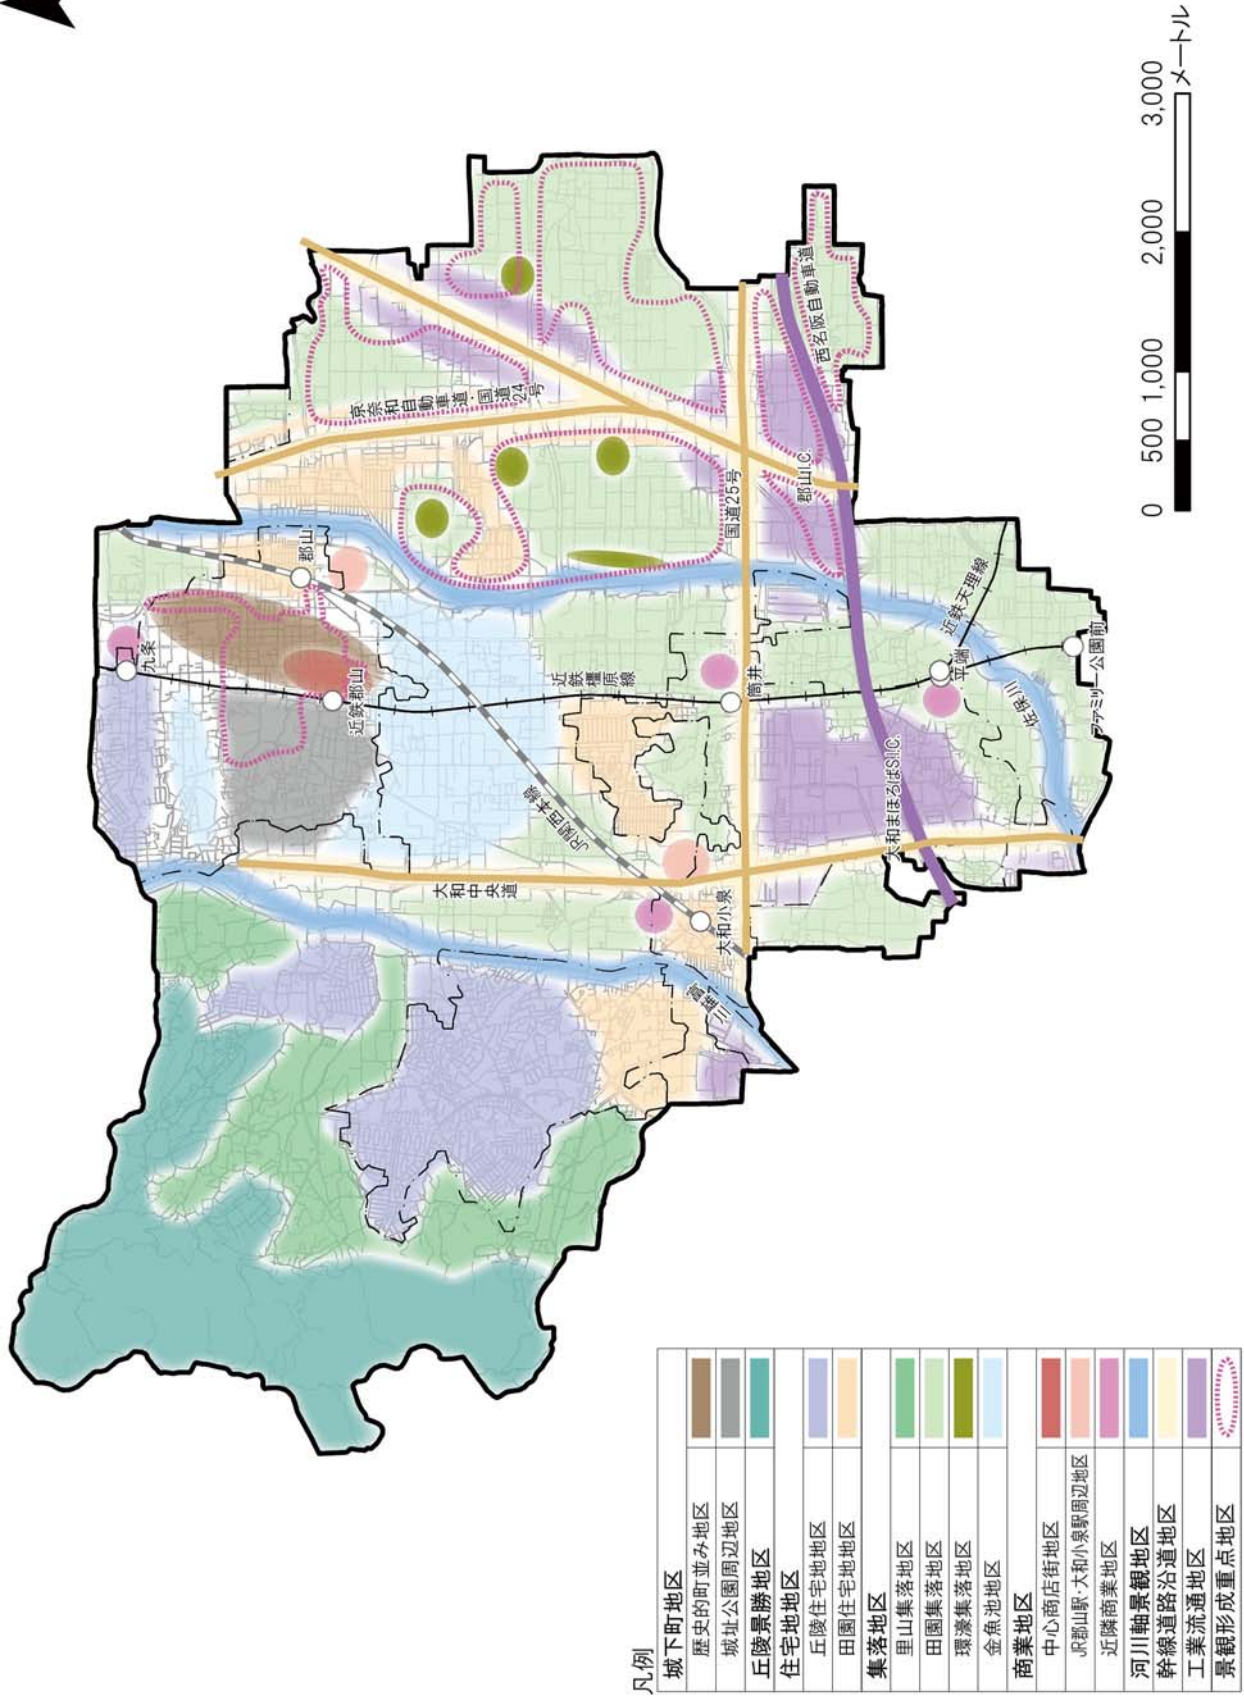 九条
郡山
近鉄郡山
京奈和自動車道・国道24号
西名阪自動車道
大和中央道
JR関西本線
近鉄橿原線
国道25号
郡山I.C.
筒井
大和小泉
富雄川
大和まほろばS.I.C.
平端
近鉄天理線
佐保川
ファミリー公園前
0 500 1,000 2,000 3,000
メートル
凡例
城下町地区
歴史的町並み地区
城址公園周辺地区
丘陵景勝地区
住宅地地区
丘陵住宅地地区
田園住宅地地区
集落地区
里山集落地区
田園集落地区
環濠集落地区
金魚池地区
商業地区
中心商店街地区
JR郡山駅・大和小泉駅周辺地区
近隣商業地区
河川軸景観地区
幹線道路沿道地区
工業流通地区
景観形成重点地区